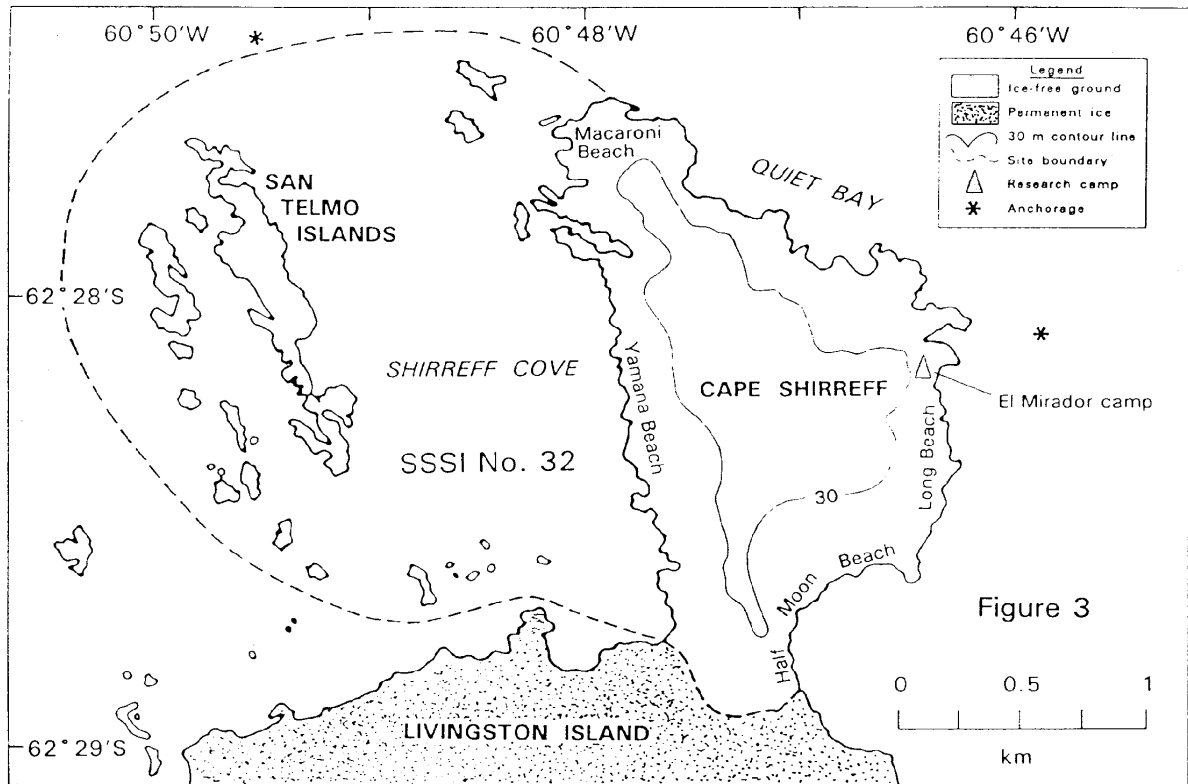 60°50'W
60°48'W
60°46'W
Legend
Ice-free ground
Permanent ice
30 m contour line
Site boundary
Research camp
Anchorage
Macaroni
Beach
QUIET BAY
SAN
TELMO
ISLANDS
62°28'S
SHIRREFF COVE
Yamana Beach
CAPE SHIRREFF
El Mirador camp
Long Beach
SSSI No. 32
30
Half Moon Beach
Figure 3
0 0.5 1
km
LIVINGSTON ISLAND
62°29'S